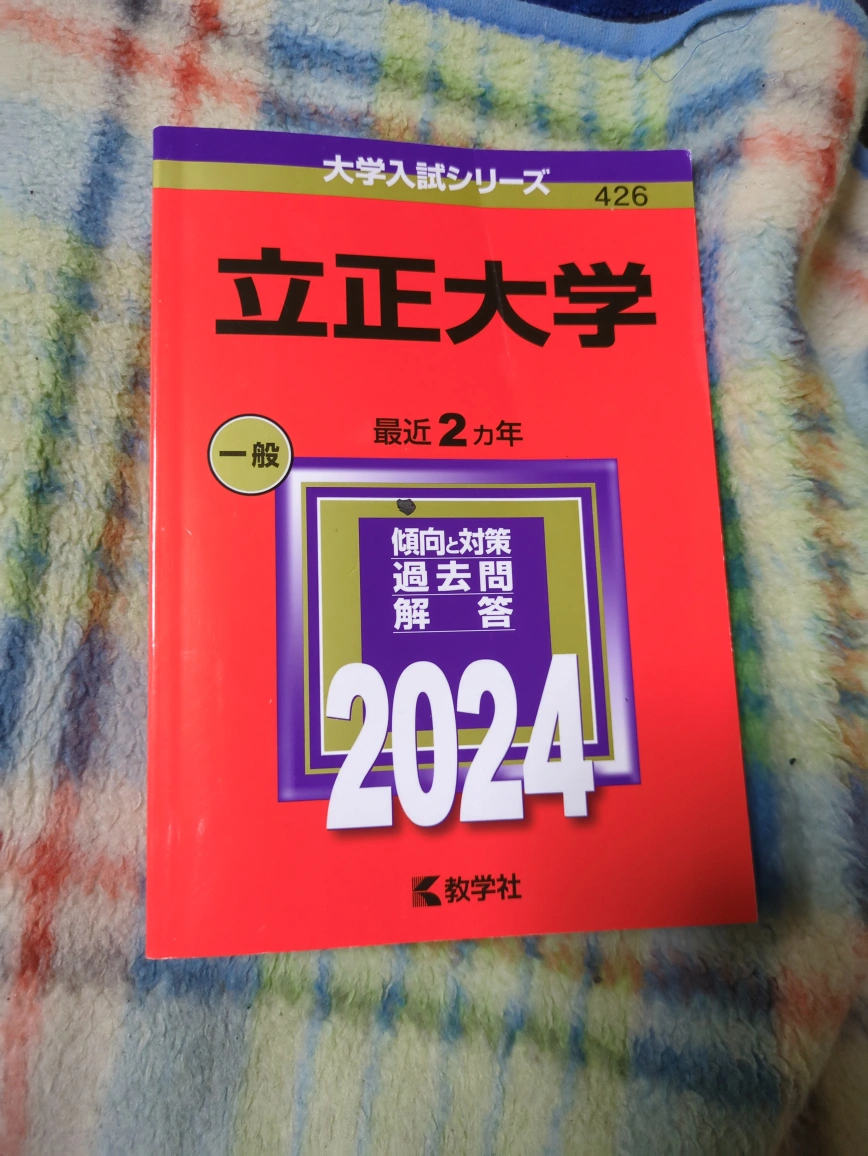 大学入試シリーズ
426
立正大学
最近2ヵ年
一般
傾向と対策
過去問
解答
2024
教学社